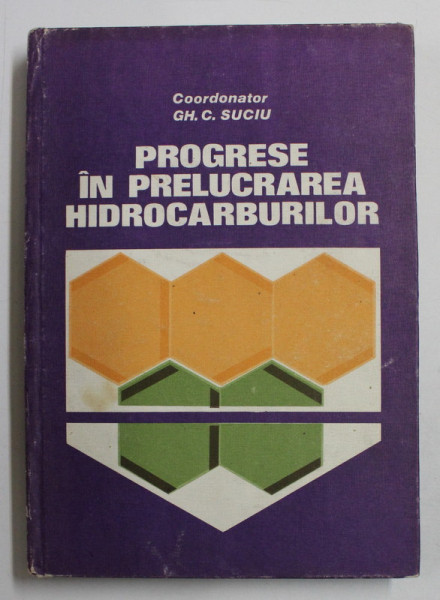 Coordonator
GH. C. SUCIU
PROGRESE
ÎN PRELUCRAREA
HIDROCARBURILOR